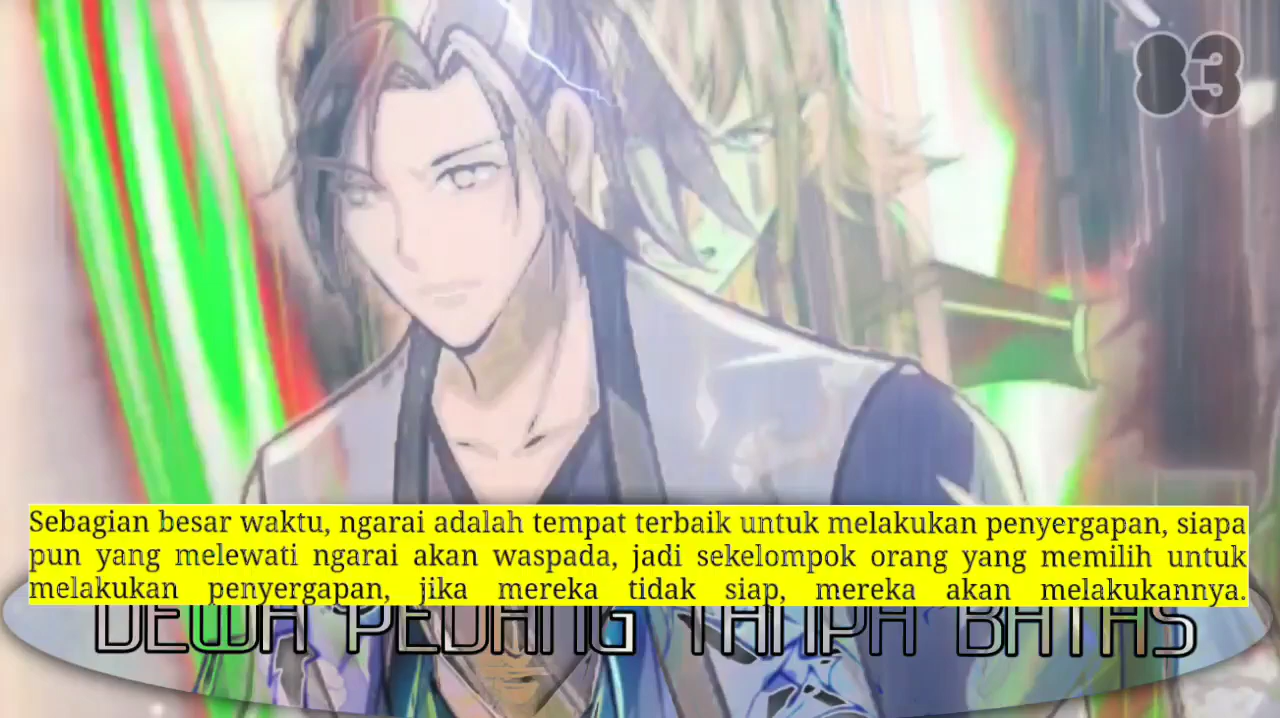 83
Sebagian besar waktu, ngarai adalah tempat terbaik untuk melakukan penyergapan, siapa
pun yang melewati ngarai akan waspada, jadi sekelompok orang yang memilih untuk
melakukan penyergapan, jika mereka tidak siap, mereka akan melakukannya.
DEWA PEDANG TANPA BATAS